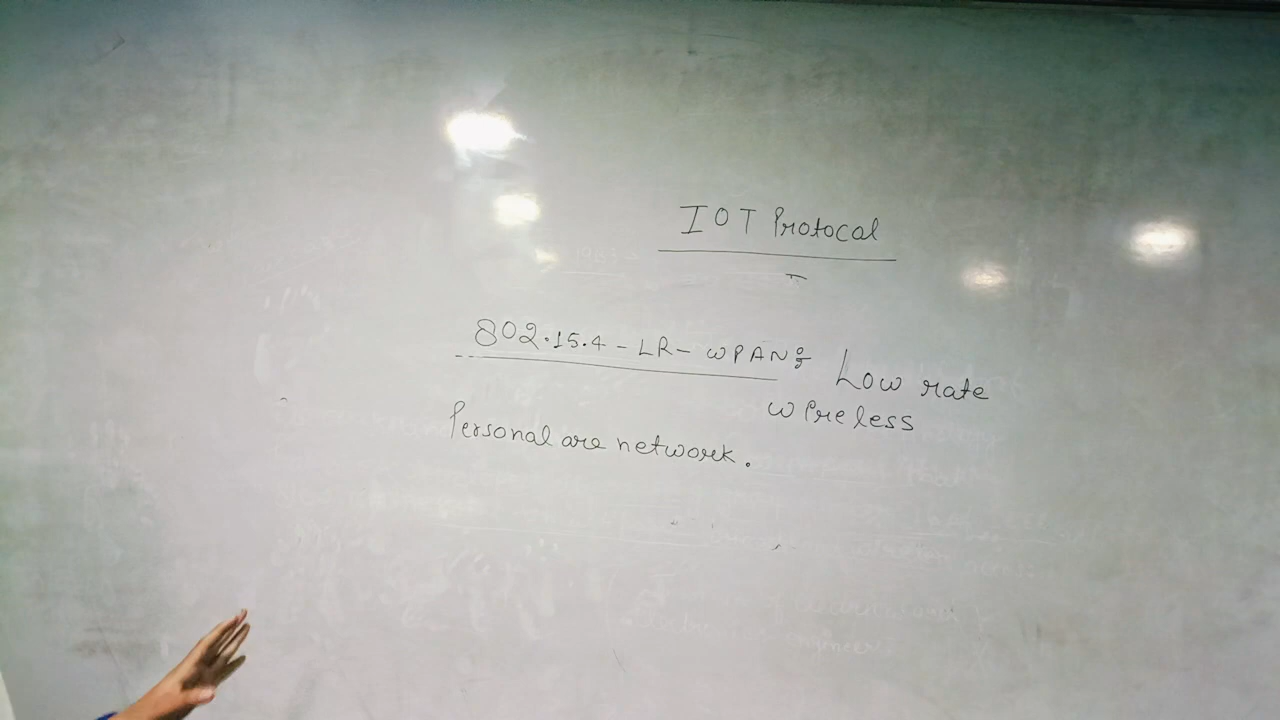 IOT Protocal
802.15.4-LR-WPAN: Low rate
wireless
Personal are network.